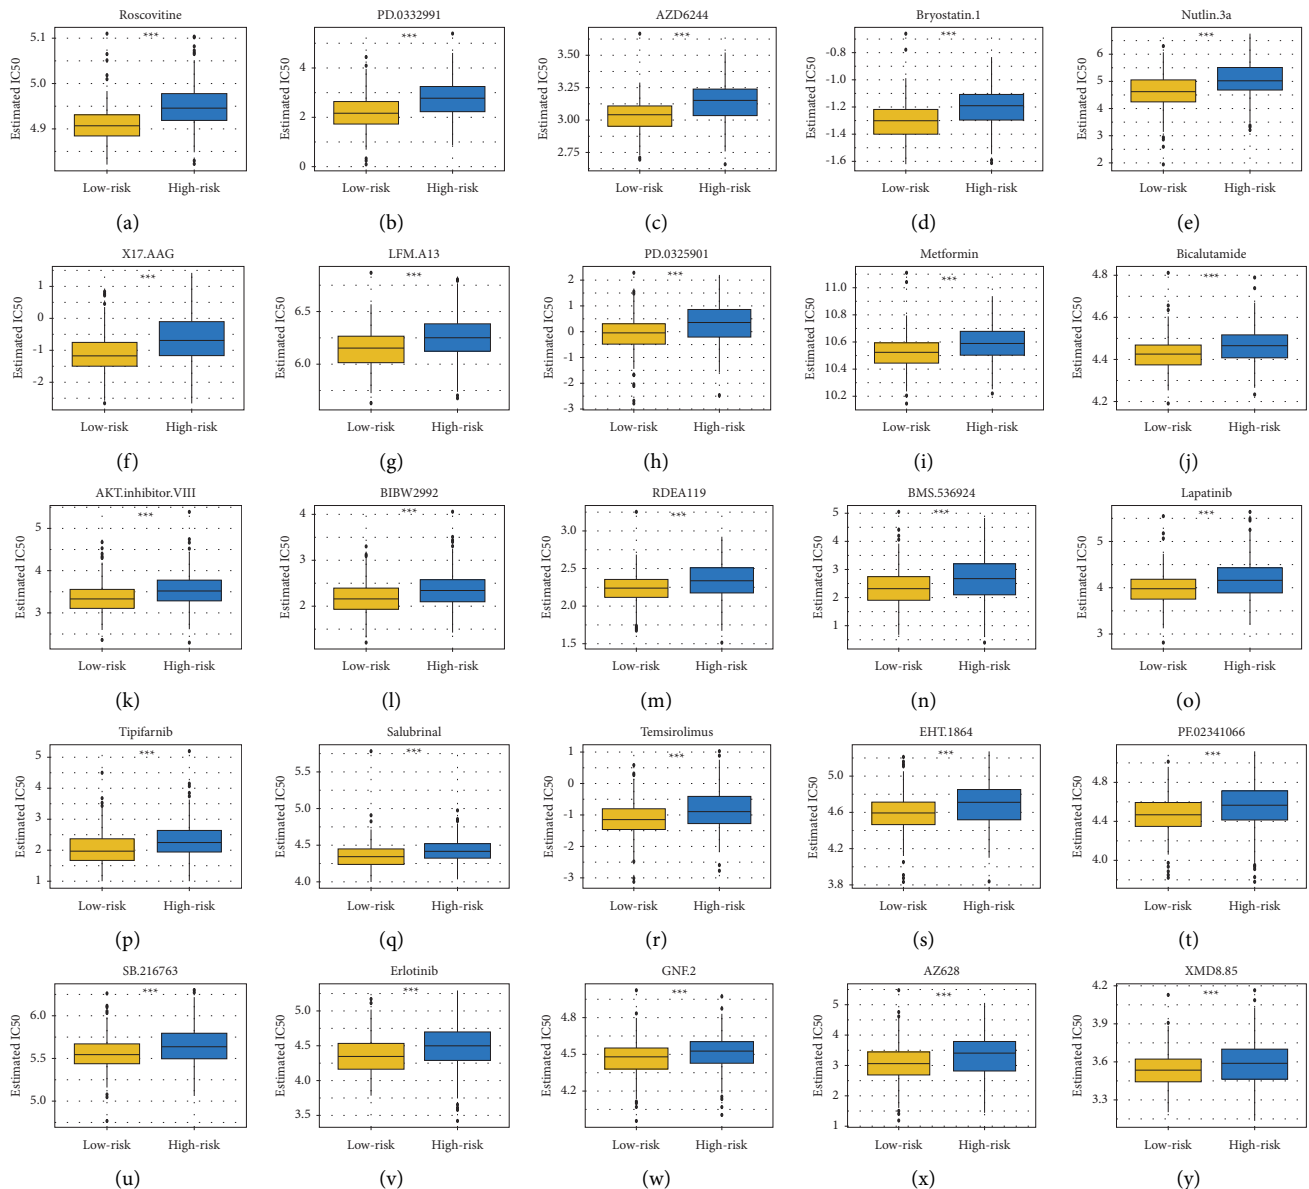 Roscovitine
***
Estimated IC50
5.1
5.0
4.9
Low-risk High-risk
(a)
PD.0332991
***
Estimated IC50
4
2
0
Low-risk High-risk
(b)
AZD6244
***
Estimated IC50
3.50
3.25
3.00
2.75
Low-risk High-risk
(c)
Bryostatin.1
***
Estimated IC50
-0.8
-1.0
-1.2
-1.4
-1.6
Low-risk High-risk
(d)
Nutlin.3a
***
Estimated IC50
6
5
4
3
2
Low-risk High-risk
(e)
X17.AAG
***
Estimated IC50
1
0
-1
-2
Low-risk High-risk
(f)
LFM.A13
***
Estimated IC50
6.5
6.0
Low-risk High-risk
(g)
PD.0325901
***
Estimated IC50
2
1
0
-1
-2
-3
Low-risk High-risk
(h)
Metformin
***
Estimated IC50
11.0
10.8
10.6
10.4
10.2
Low-risk High-risk
(i)
Bicalutamide
***
Estimated IC50
4.8
4.6
4.4
4.2
Low-risk High-risk
(j)
AKT.inhibitor.VIII
***
Estimated IC50
5
4
3
Low-risk High-risk
(k)
BIBW2992
***
Estimated IC50
4
3
2
Low-risk High-risk
(l)
RDEA119
***
Estimated IC50
3.0
2.5
2.0
1.5
Low-risk High-risk
(m)
BMS.536924
***
Estimated IC50
5
4
3
2
1
Low-risk High-risk
(n)
Lapatinib
***
Estimated IC50
5
4
3
Low-risk High-risk
(o)
Tipifarnib
***
Estimated IC50
5
4
3
2
1
Low-risk High-risk
(p)
Salubrinal
***
Estimated IC50
5.5
5.0
4.5
4.0
Low-risk High-risk
(q)
Temsirolimus
***
Estimated IC50
1
0
-1
-2
-3
Low-risk High-risk
(r)
EHT.1864
***
Estimated IC50
5.0
4.6
4.2
3.8
Low-risk High-risk
(s)
PF.02341066
***
Estimated IC50
4.8
4.4
4.0
Low-risk High-risk
(t)
SB.216763
***
Estimated IC50
6.0
5.5
5.0
Low-risk High-risk
(u)
Erlotinib
***
Estimated IC50
5.0
4.5
4.0
3.5
Low-risk High-risk
(v)
GNF.2
***
Estimated IC50
4.8
4.5
4.2
Low-risk High-risk
(w)
AZ628
***
Estimated IC50
5
4
3
2
1
Low-risk High-risk
(x)
XMD8.85
***
Estimated IC50
4.2
3.9
3.6
3.3
Low-risk High-risk
(y)